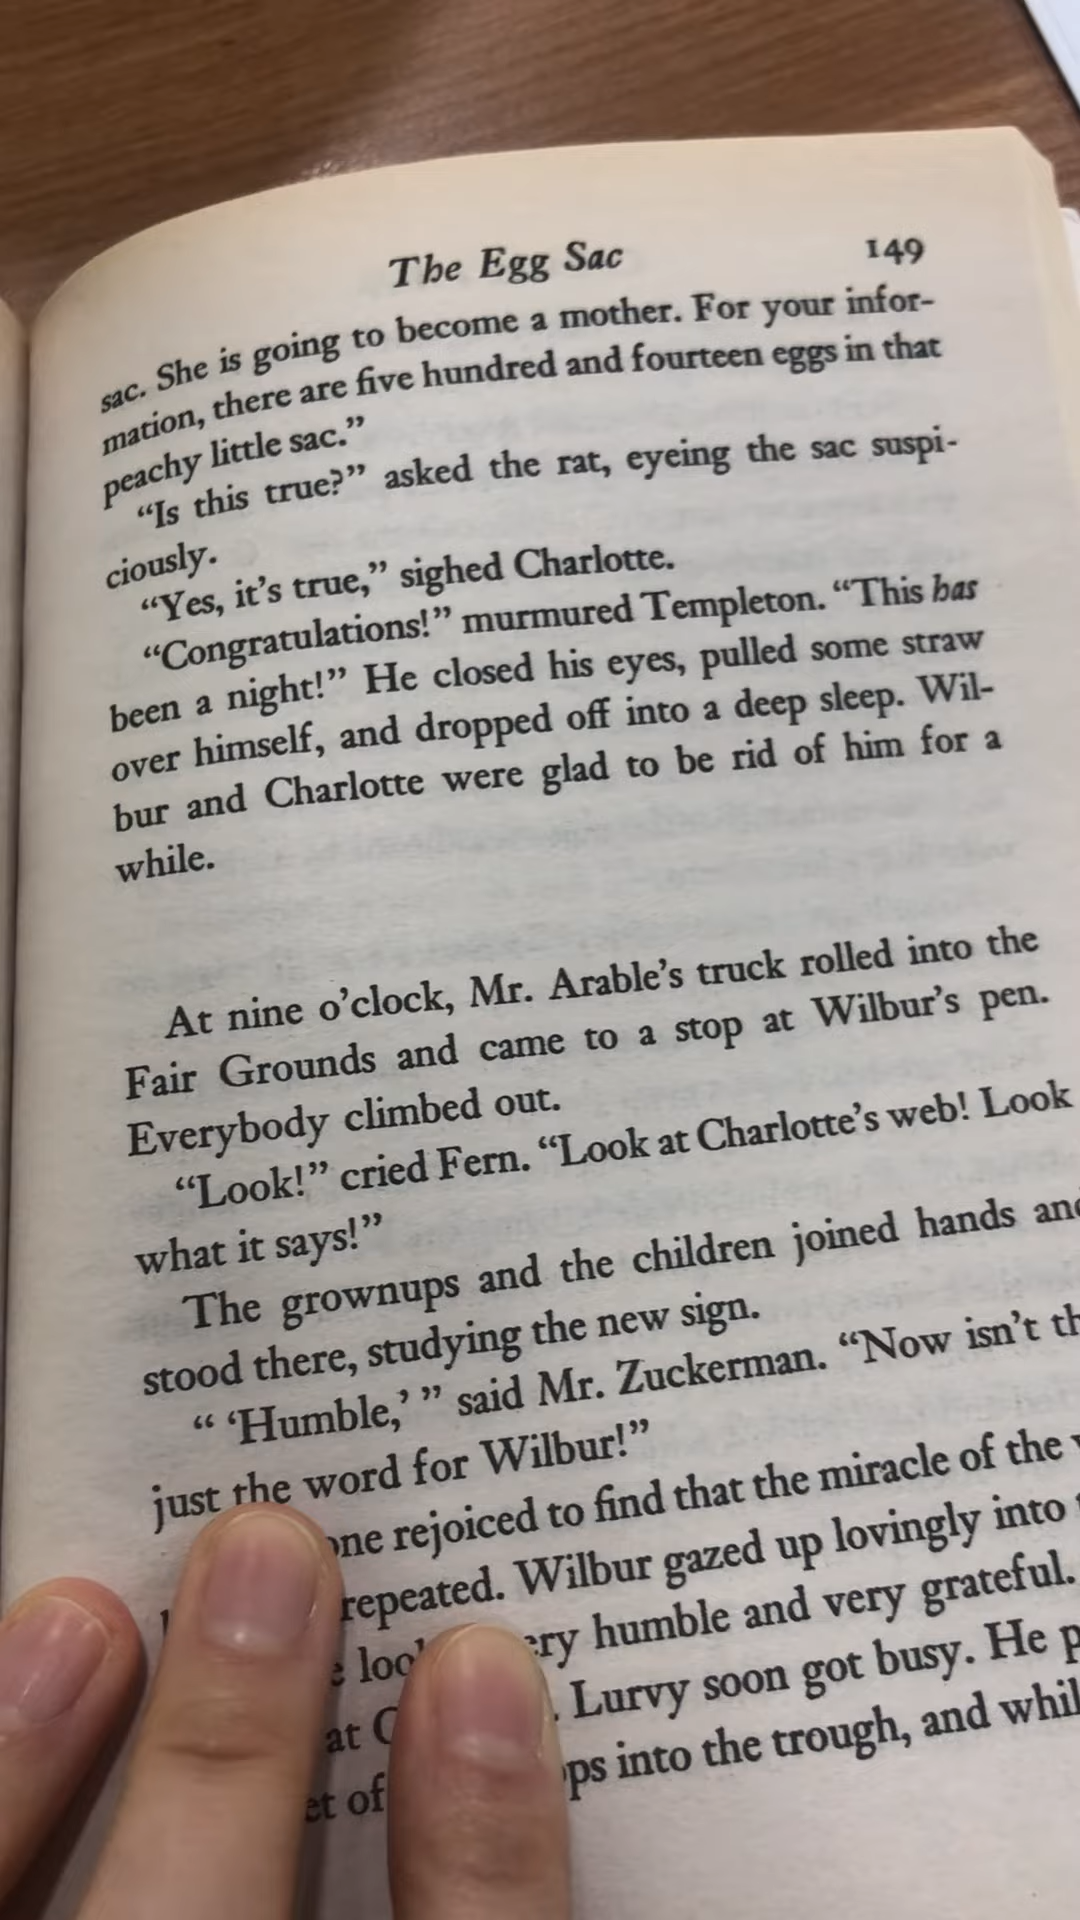 The Egg Sac 149
sac. She is going to become a mother. For your infor-
mation, there are five hundred and fourteen eggs in that
peachy little sac.”
“Is this true?” asked the rat, eyeing the sac suspi-
ciously.
“Yes, it’s true,” sighed Charlotte.
“Congratulations!” murmured Templeton. “This has
been a night!” He closed his eyes, pulled some straw
over himself, and dropped off into a deep sleep. Wil-
bur and Charlotte were glad to be rid of him for a
while.
At nine o’clock, Mr. Arable’s truck rolled into the
Fair Grounds and came to a stop at Wilbur’s pen.
Everybody climbed out.
“Look!” cried Fern. “Look at Charlotte’s web! Look
what it says!”
The grownups and the children joined hands and
stood there, studying the new sign.
“ ‘Humble,’ ” said Mr. Zuckerman. “Now isn’t
just the word for Wilbur!”
rejoiced to find that the miracle of the
repeated. Wilbur gazed up lovingly into
humble and very grateful.
at Lurvy soon got busy. He
of into the trough, and